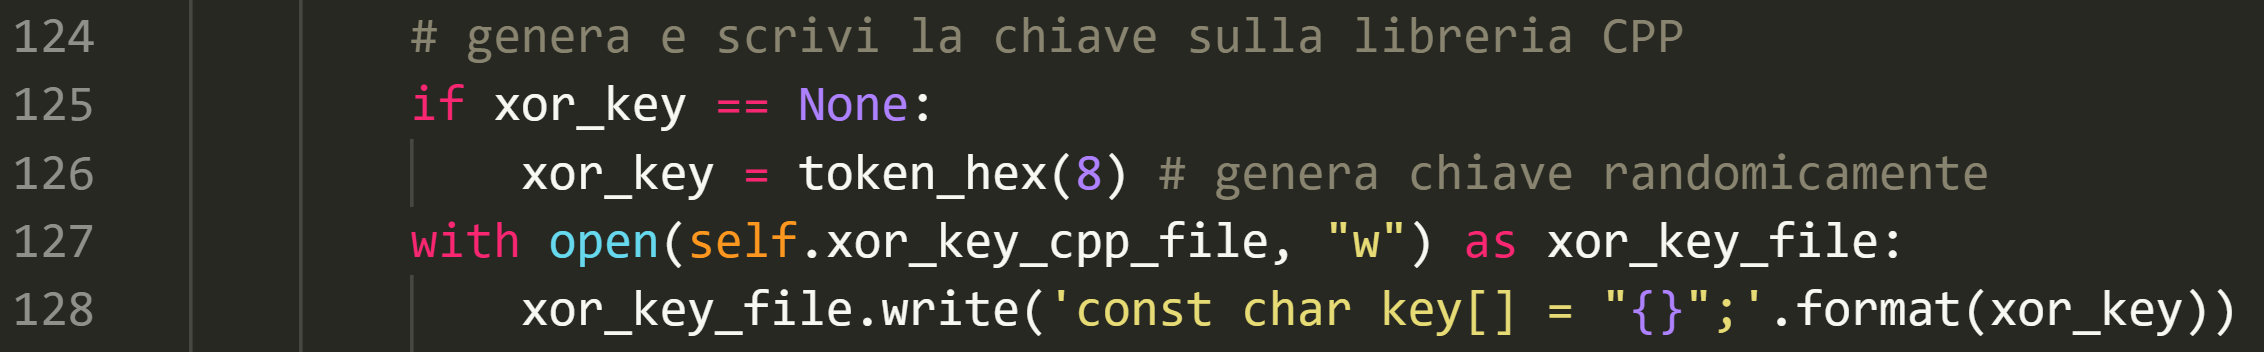 124 # genera e scrivi la chiave sulla libreria CPP
125 if xor_key == None:
126 xor_key = token_hex(8) # genera chiave randomicamente
127 with open(self.xor_key_cpp_file, "w") as xor_key_file:
128 xor_key_file.write('const char key[] = "{}";'.format(xor_key))